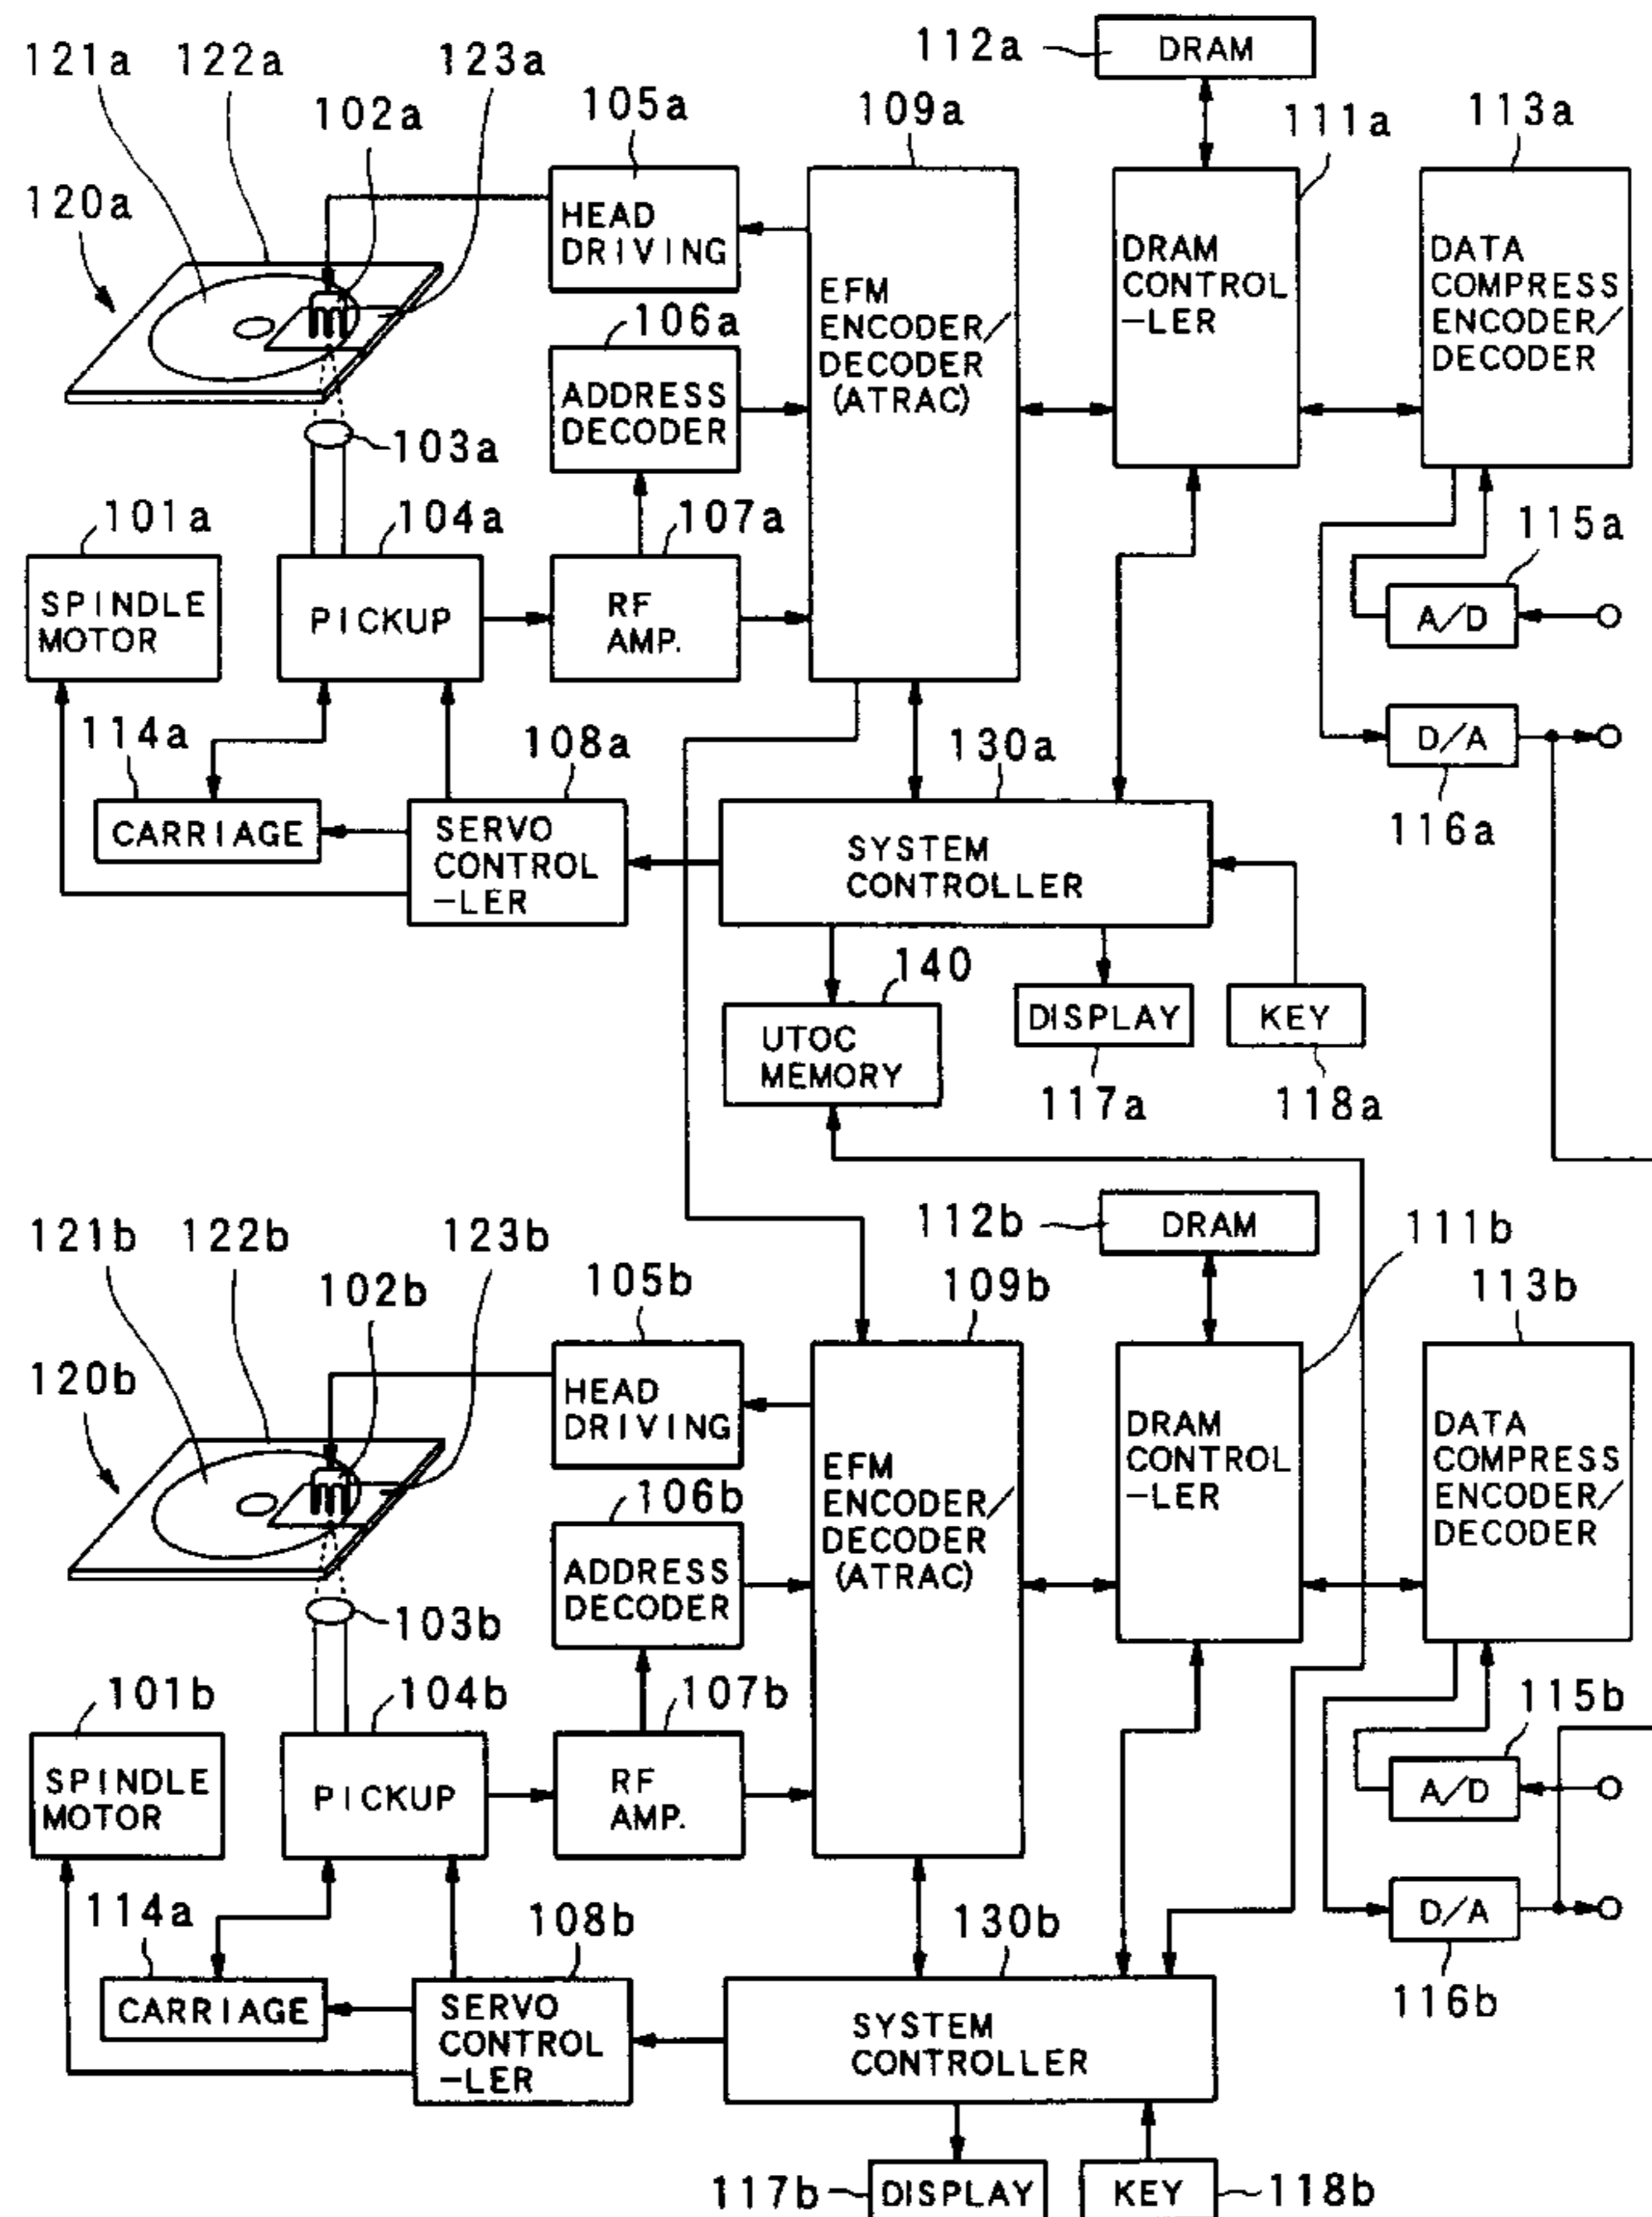 112a
DRAM
121a 122a 123a
102a
105a
109a
111a
113a
120a
HEAD
DRIVING
EFM
ENCODER/
DECODER
(ATRAC)
DRAM
CONTROL
-LER
DATA
COMPRESS
ENCODER/
DECODER
106a
ADDRESS
DECODER
103a
101a
104a
107a
115a
SPINDLE
MOTOR
PICKUP
RF
AMP.
A/D
114a
108a
130a
D/A
116a
CARRIAGE
SERVO
CONTROL
-LER
SYSTEM
CONTROLLER
140
UTOC
MEMORY
DISPLAY
KEY
117a
118a
112b
DRAM
121b 122b 123b
102b
105b
109b
111b
113b
120b
HEAD
DRIVING
EFM
ENCODER/
DECODER
(ATRAC)
DRAM
CONTROL
-LER
DATA
COMPRESS
ENCODER/
DECODER
106b
ADDRESS
DECODER
103b
101b
104b
107b
115b
SPINDLE
MOTOR
PICKUP
RF
AMP.
A/D
114a
108b
130b
D/A
116b
CARRIAGE
SERVO
CONTROL
-LER
SYSTEM
CONTROLLER
117b
DISPLAY
KEY
118b